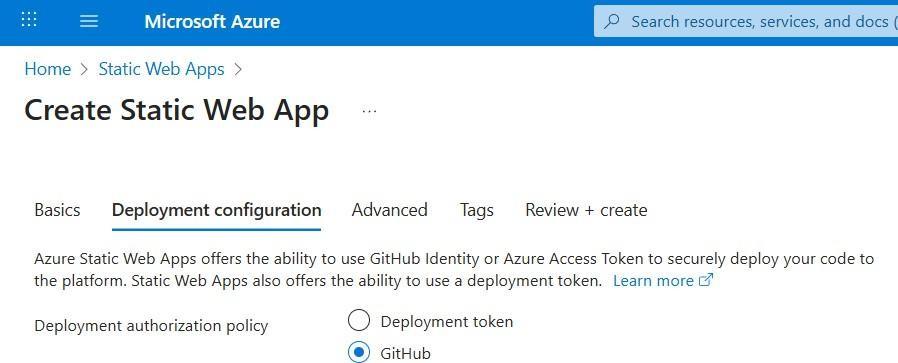 Microsoft Azure
Search resources, services, and docs (
Home > Static Web Apps >
Create Static Web App ...
Basics Deployment configuration Advanced Tags Review + create
Azure Static Web Apps offers the ability to use GitHub Identity or Azure Access Token to securely deploy your code to
the platform. Static Web Apps also offers the ability to use a deployment token. Learn more
Deployment authorization policy
Deployment token
GitHub